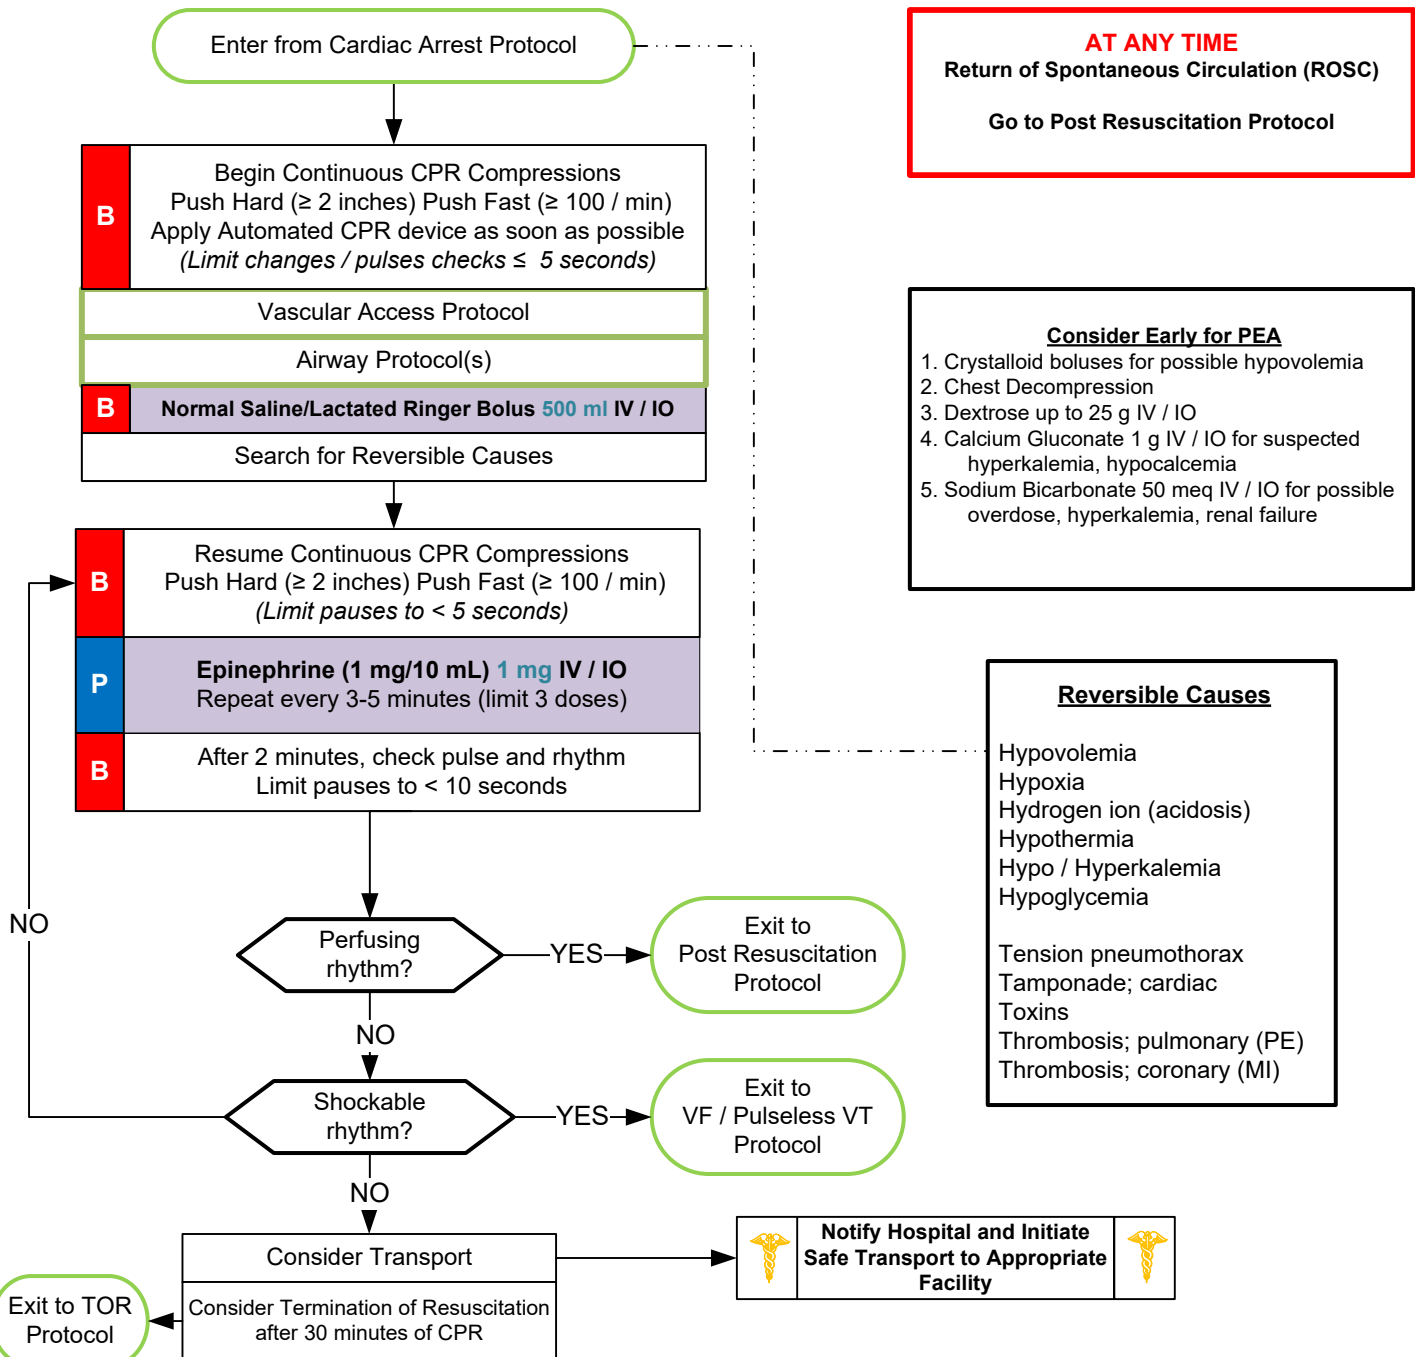 Enter from Cardiac Arrest Protocol
AT ANY TIME
Return of Spontaneous Circulation (ROSC)
Go to Post Resuscitation Protocol
B
Begin Continuous CPR Compressions
Push Hard (≥ 2 inches) Push Fast (≥ 100 / min)
Apply Automated CPR device as soon as possible
(Limit changes / pulses checks ≤ 5 seconds)
Vascular Access Protocol
Airway Protocol(s)
B
Normal Saline/Lactated Ringer Bolus 500 ml IV / IO
Search for Reversible Causes
Consider Early for PEA
1. Crystalloid boluses for possible hypovolemia
2. Chest Decompression
3. Dextrose up to 25 g IV / IO
4. Calcium Gluconate 1 g IV / IO for suspected
hyperkalemia, hypocalcemia
5. Sodium Bicarbonate 50 meq IV / IO for possible
overdose, hyperkalemia, renal failure
B
Resume Continuous CPR Compressions
Push Hard (≥ 2 inches) Push Fast (≥ 100 / min)
(Limit pauses to < 5 seconds)
P
Epinephrine (1 mg/10 mL) 1 mg IV / IO
Repeat every 3-5 minutes (limit 3 doses)
B
After 2 minutes, check pulse and rhythm
Limit pauses to < 10 seconds
Reversible Causes
Hypovolemia
Hypoxia
Hydrogen ion (acidosis)
Hypothermia
Hypo / Hyperkalemia
Hypoglycemia
Tension pneumothorax
Tamponade; cardiac
Toxins
Thrombosis; pulmonary (PE)
Thrombosis; coronary (MI)
NO
Perfusing
rhythm?
YES
Exit to
Post Resuscitation
Protocol
NO
Shockable
rhythm?
YES
Exit to
VF / Pulseless VT
Protocol
NO
Consider Transport
Notify Hospital and Initiate
Safe Transport to Appropriate
Facility
Consider Termination of Resuscitation
after 30 minutes of CPR
Exit to TOR
Protocol